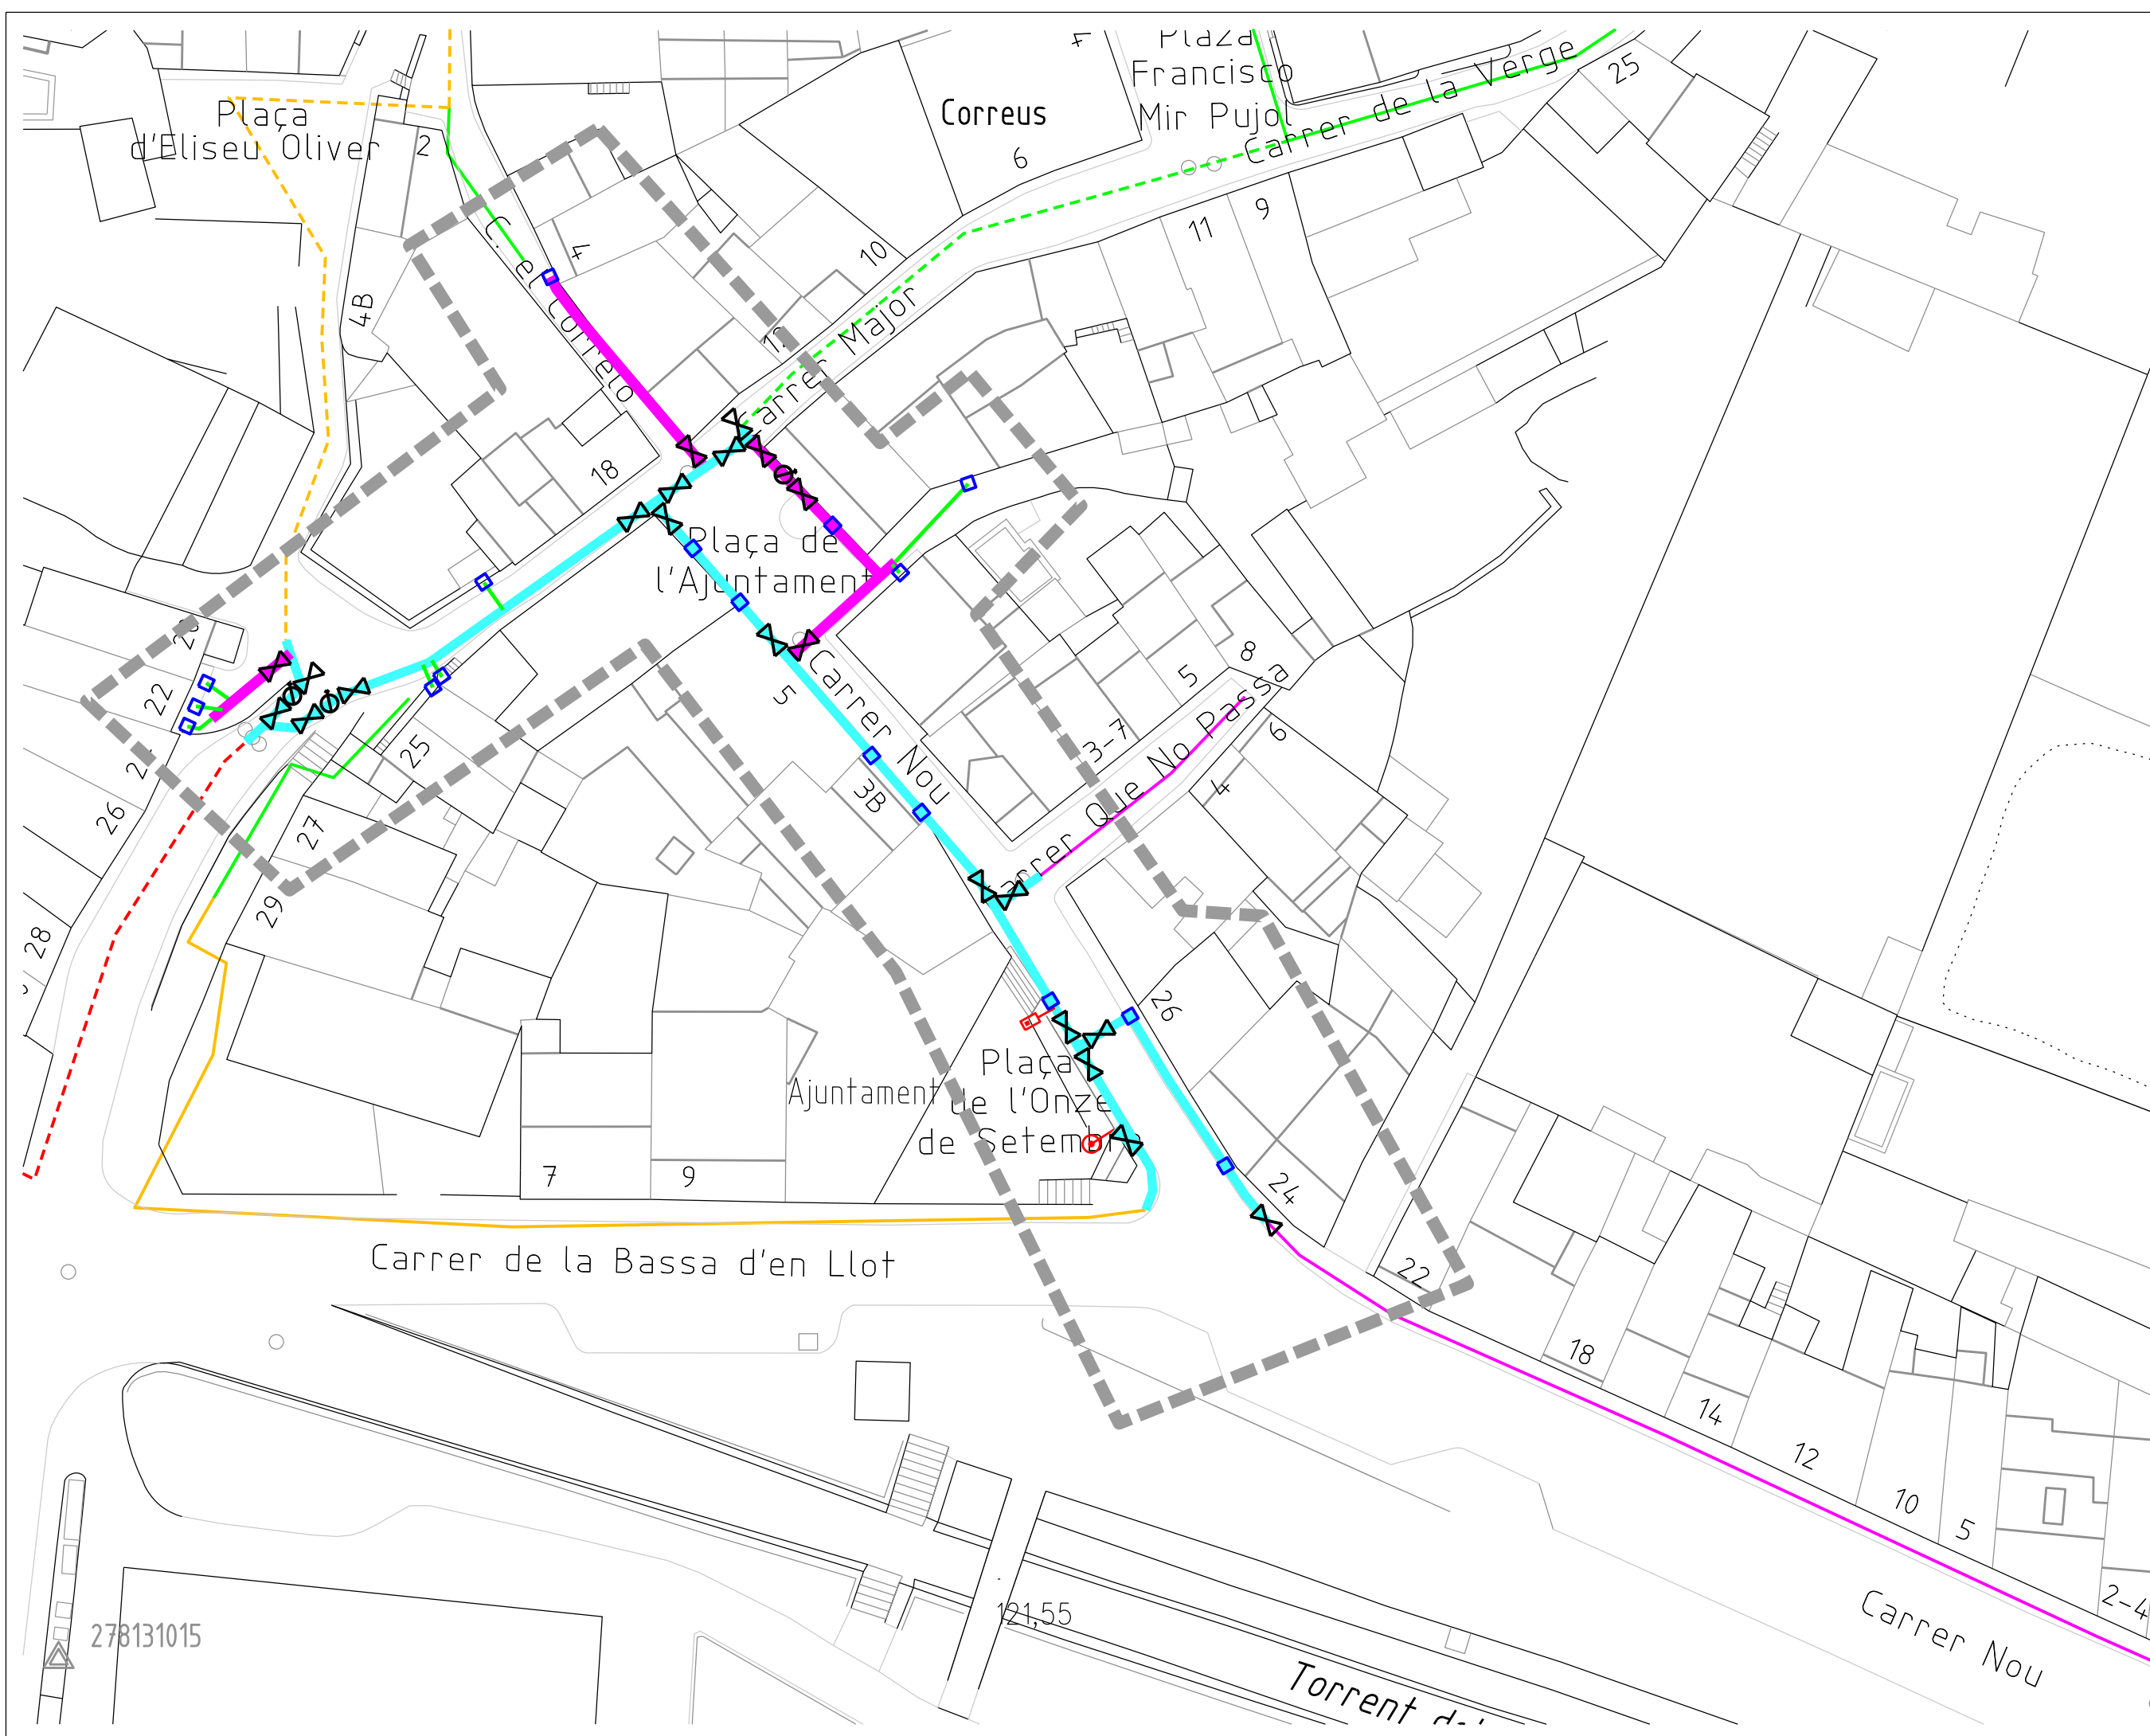 Plaza
Francisco
Mir Pujol
Carrer de la Verge
25
Correus
6
Plaça
d'Eliseu Oliver
2
4
4B
10
11
9
Carrer Major
18
Plaça de
l'Ajuntament
22
26
28
25
27
29
5
Carrer Nou
3B
8
5
3-7
Carrer Que No Passa
6
4
26
Plaça
de l'Onze
de Setembre
Ajuntament
7
9
24
22
Carrer de la Bassa d'en Llot
18
14
12
10
5
2-4
Carrer Nou
121,55
278131015
Torrent